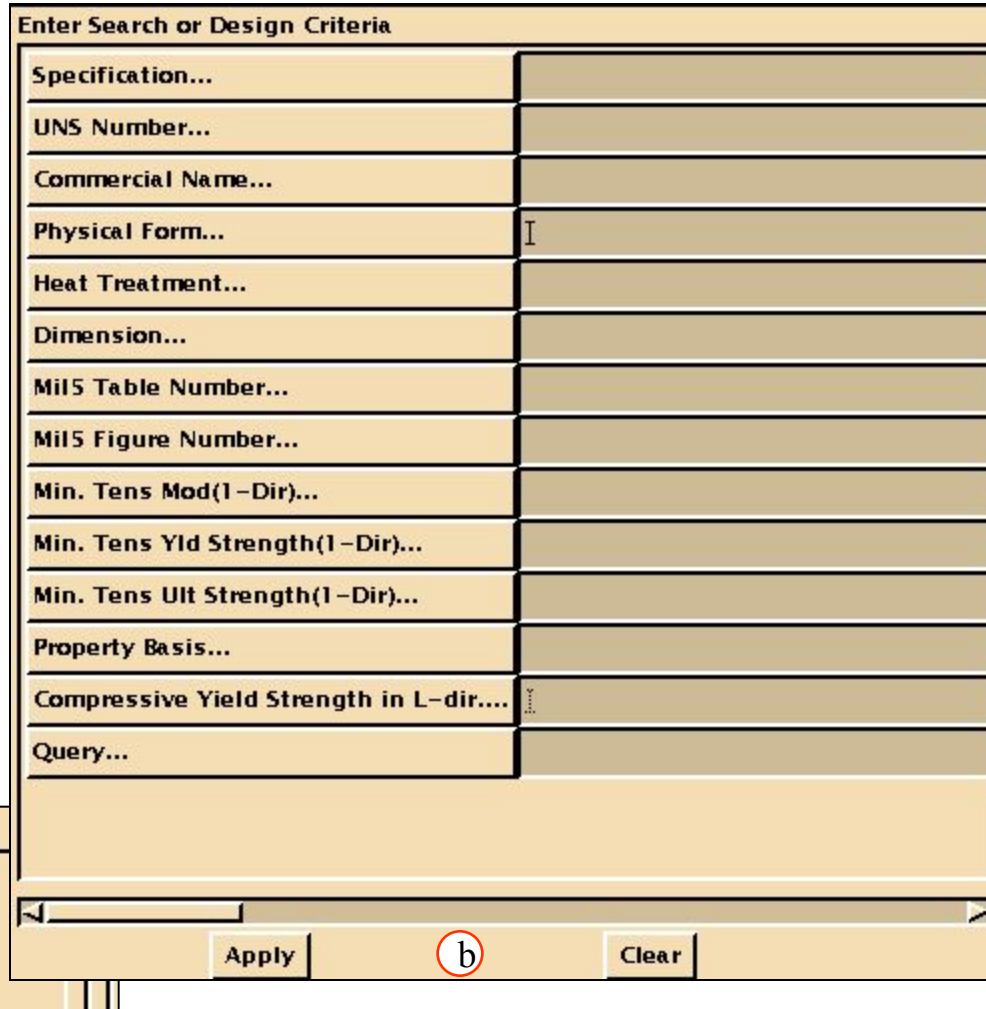 Enter Search or Design Criteria
Specification...
UNS Number...
Commercial Name...
Physical Form...
Heat Treatment...
Dimension...
Mil5 Table Number...
Mil5 Figure Number...
Min. Tens Mod(1-Dir)...
Min. Tens Yld Strength(1-Dir)...
Min. Tens Ult Strength(1-Dir)...
Property Basis...
Compressive Yield Strength in L-dir....
Query...
Apply b Clear